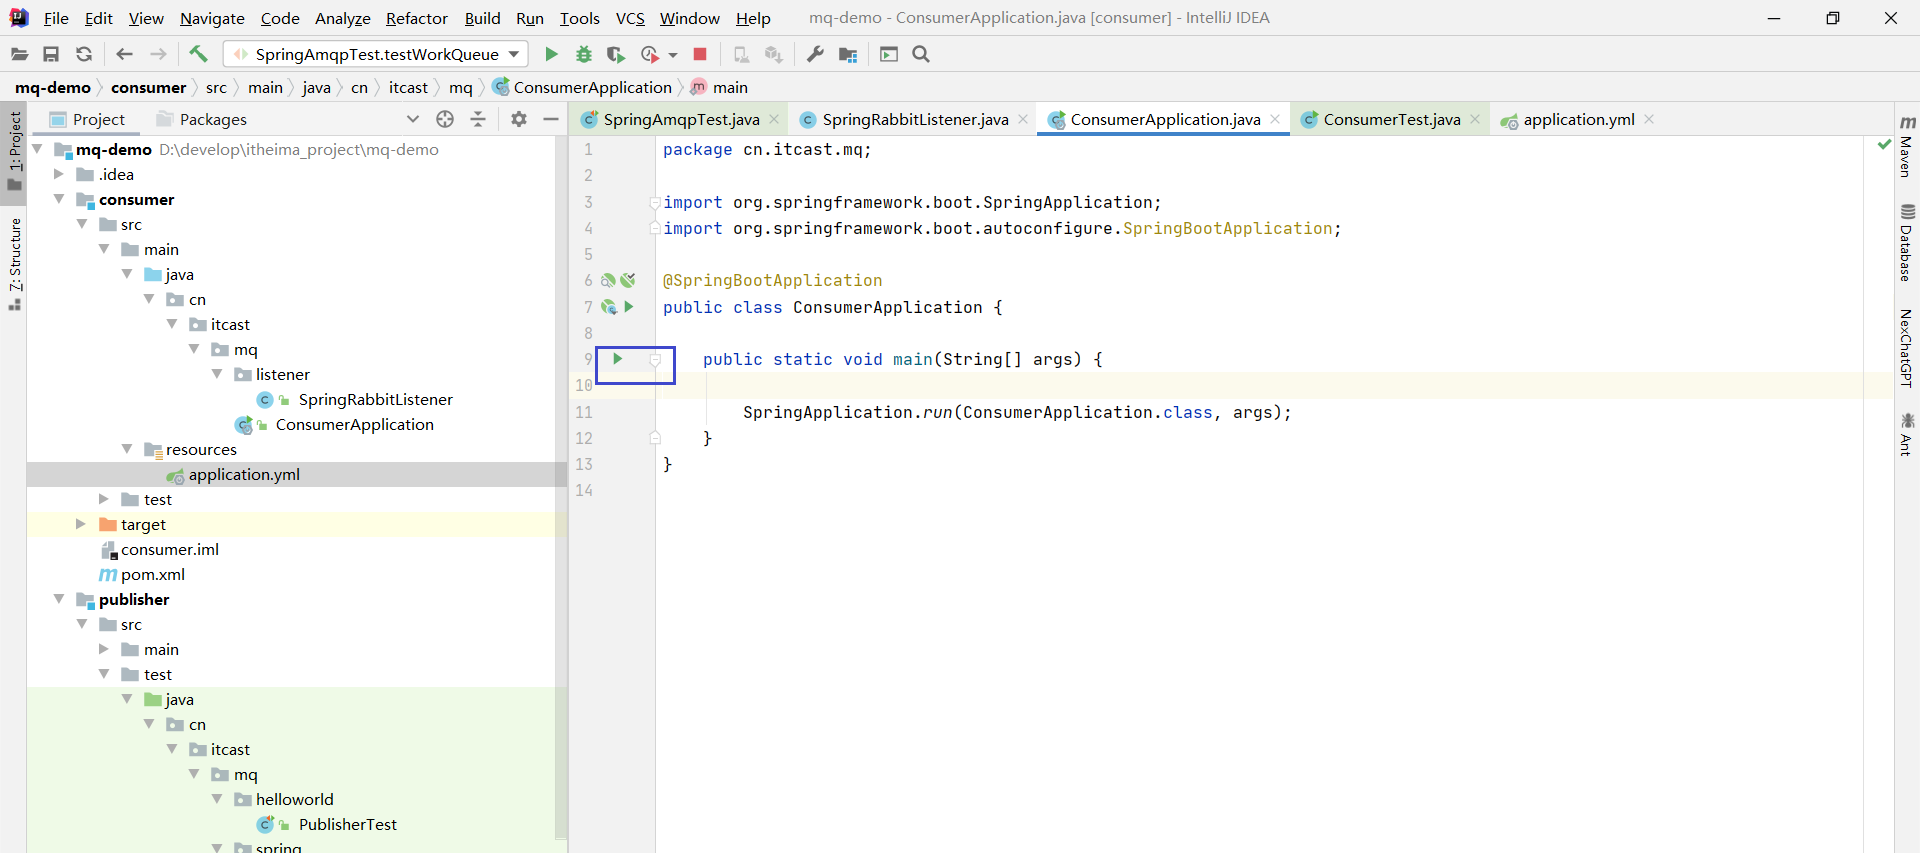 File Edit View Navigate Code Analyze Refactor Build Run Tools VCS Window Help mq-demo - ConsumerApplication.java [consumer] - IntelliJ IDEA
SpringAmqpTest.testWorkQueue
mq-demo consumer src main java cn itcast mq ConsumerApplication main
Project Packages
SpringAmqpTest.java SpringRabbitListener.java ConsumerApplication.java ConsumerTest.java application.yml
1: Project
7: Structure
mq-demo D:\develop\itheima_project\mq-demo
.idea
consumer
src
main
java
cn
itcast
mq
listener
SpringRabbitListener
ConsumerApplication
resources
application.yml
test
target
consumer.iml
pom.xml
publisher
src
main
test
java
cn
itcast
mq
helloworld
PublisherTest
spring
1 package cn.itcast.mq;
2
3 import org.springframework.boot.SpringApplication;
4 import org.springframework.boot.autoconfigure.SpringBootApplication;
5
6 @SpringBootApplication
7 public class ConsumerApplication {
8
9 public static void main(String[] args) {
10
11 SpringApplication.run(ConsumerApplication.class, args);
12 }
13 }
14
Maven
Database
NexChatGPT
Ant